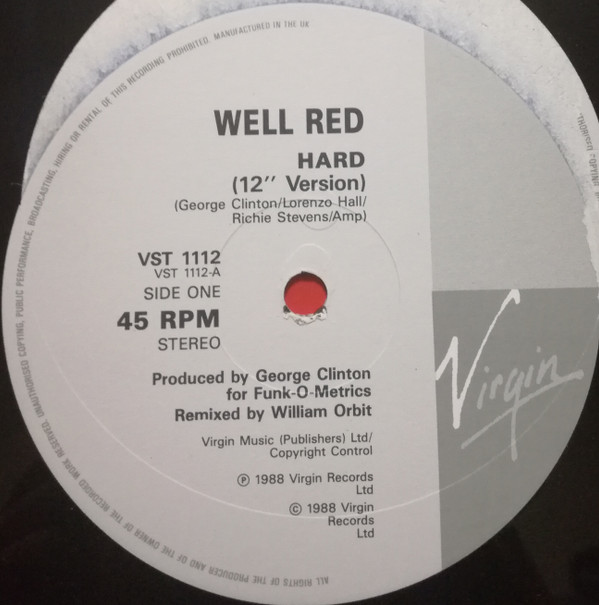 WELL RED
HARD
(12″ Version)
(George Clinton/Lorenzo Hall/
Richie Stevens/Amp)
VST 1112
VST 1112-A
SIDE ONE
45 RPM
STEREO
Produced by George Clinton
for Funk-O-Metrics
Remixed by William Orbit
Virgin Music (Publishers) Ltd/
Copyright Control
Ⓟ 1988 Virgin Records
Ltd
© 1988 Virgin
Records
Ltd
Virgin
ALL RIGHTS OF THE PRODUCER AND OF THE OWNER OF THE RECORDED WORK RESERVED. UNAUTHORISED COPYING, PUBLIC PERFORMANCE, BROADCASTING, HIRING OR RENTAL OF THIS RECORDING PROHIBITED. MANUFACTURED IN THE UK